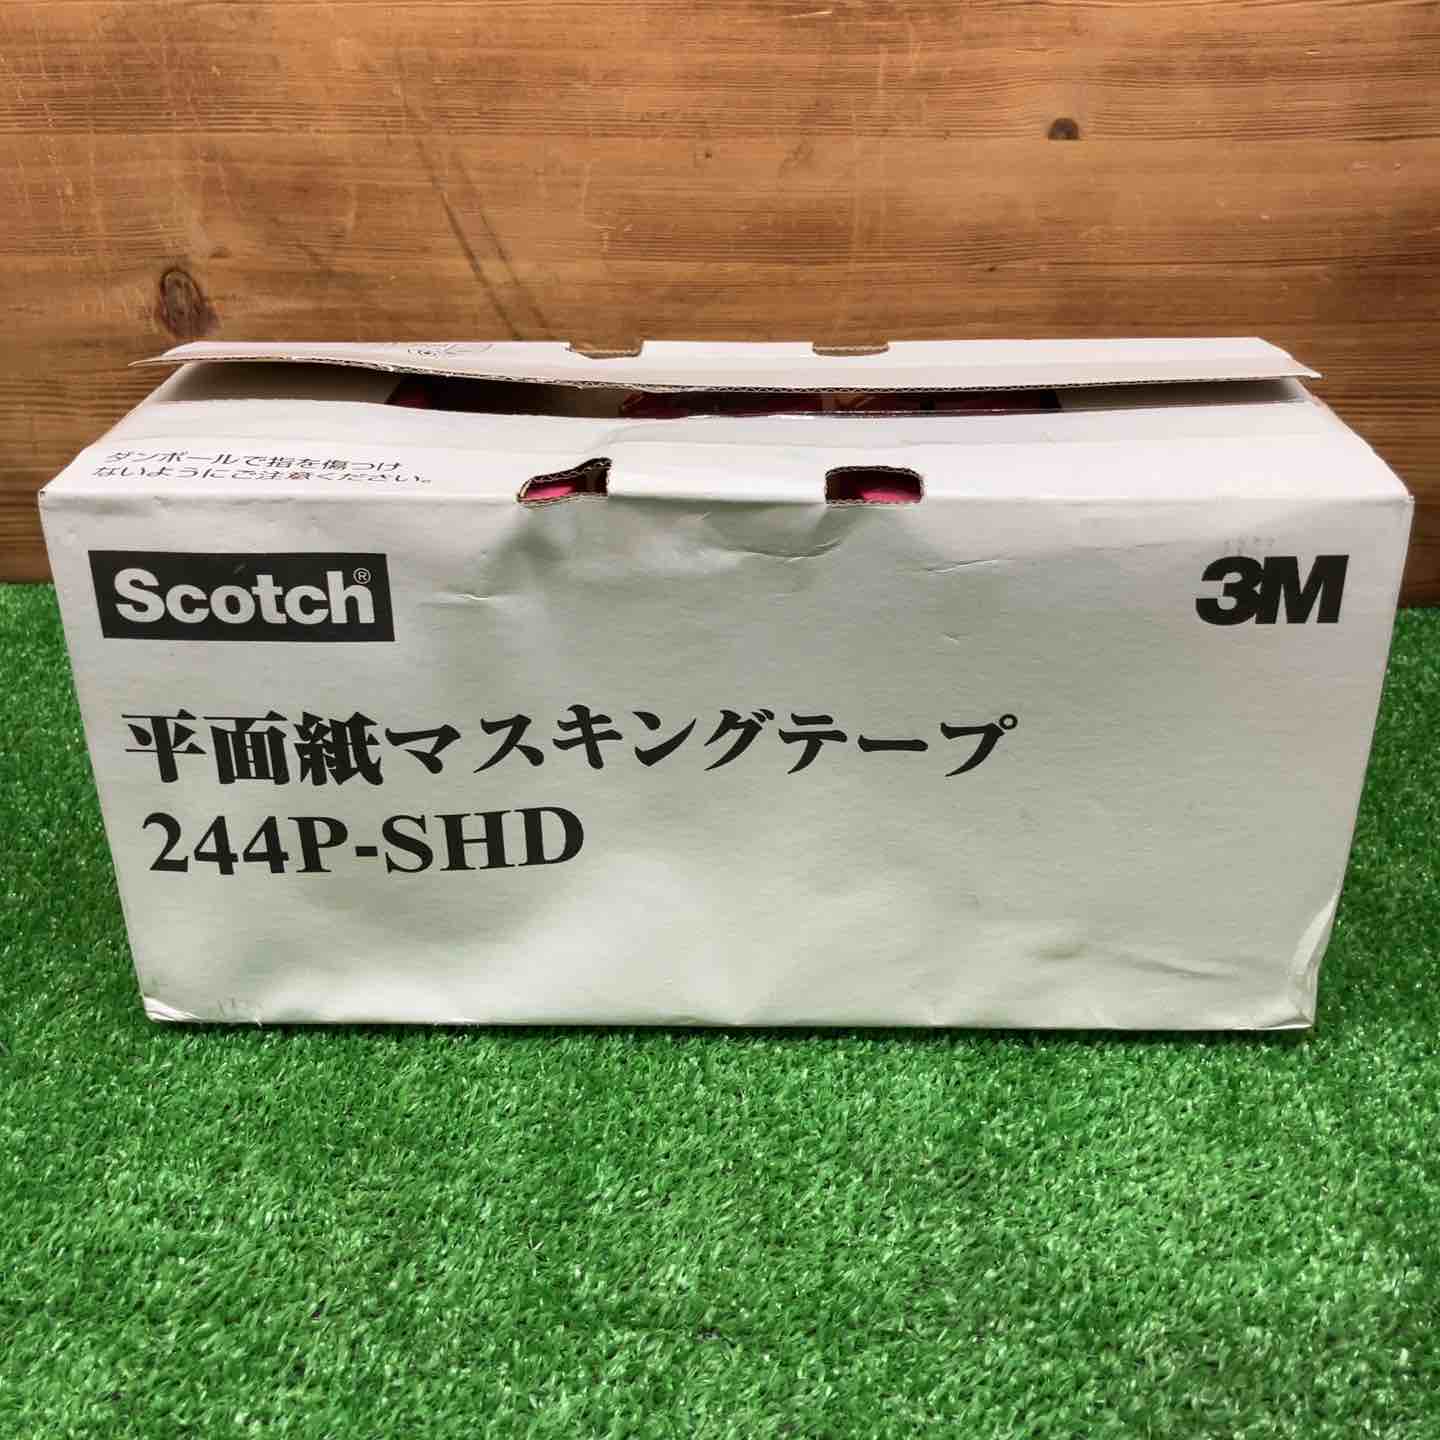 ダンボールで指を傷つけ
ないようにご注意ください。
Scotch®
3M
平面紙マスキングテープ
244P-SHD